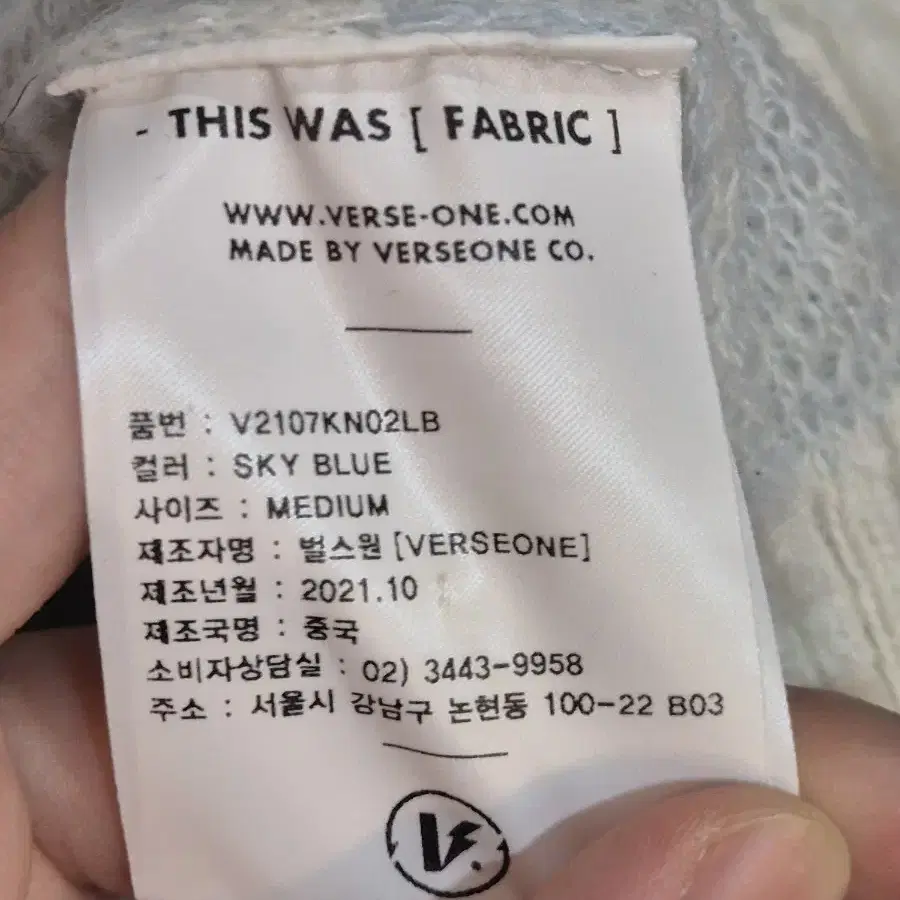 - THIS WAS [ FABRIC ]
WWW.VERSE-ONE.COM
MADE BY VERSEONE CO.
품번 : V2107KN02LB
컬러 : SKY BLUE
사이즈 : MEDIUM
제조자명 : 벌스원 [VERSEONE]
제조년월 : 2021.10
제조국명 : 중국
소비자상담실 : 02) 3443-9958
주소 : 서울시 강남구 논현동 100-22 B03
V.